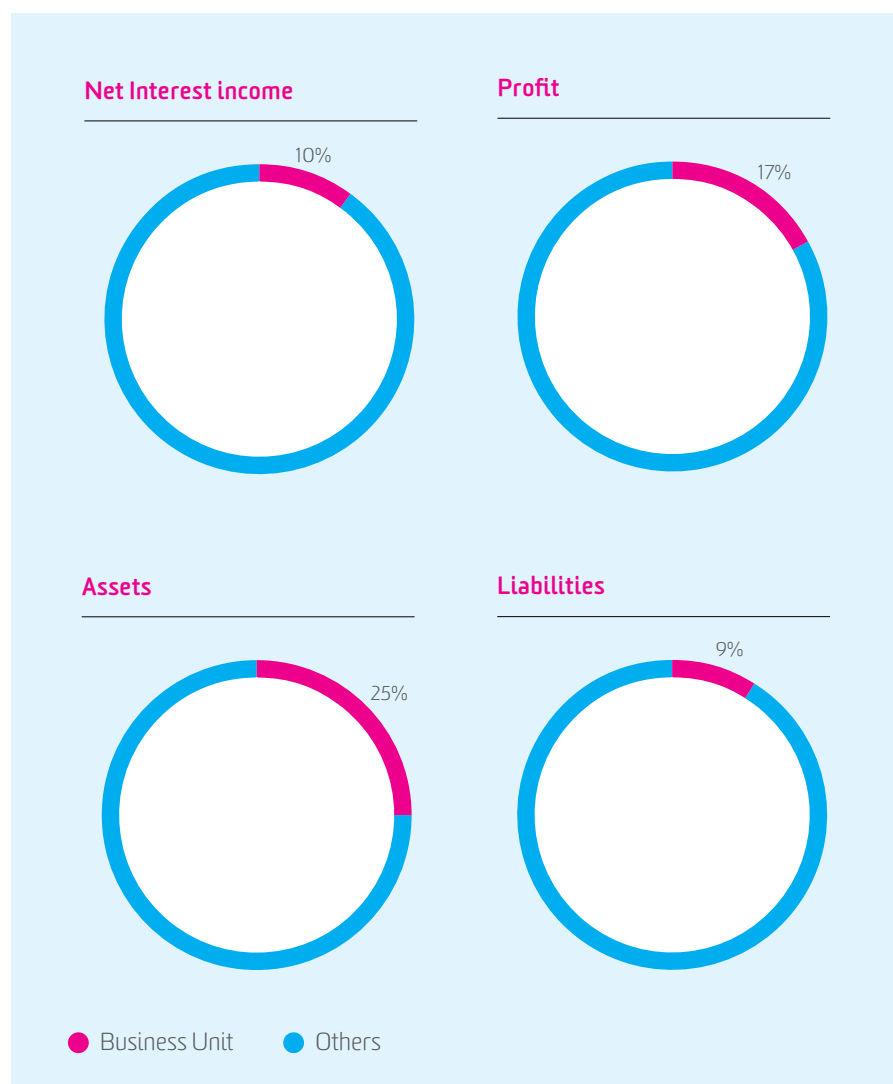 Net Interest income
10%
Profit
17%
Assets
25%
Liabilities
9%
Business Unit
Others